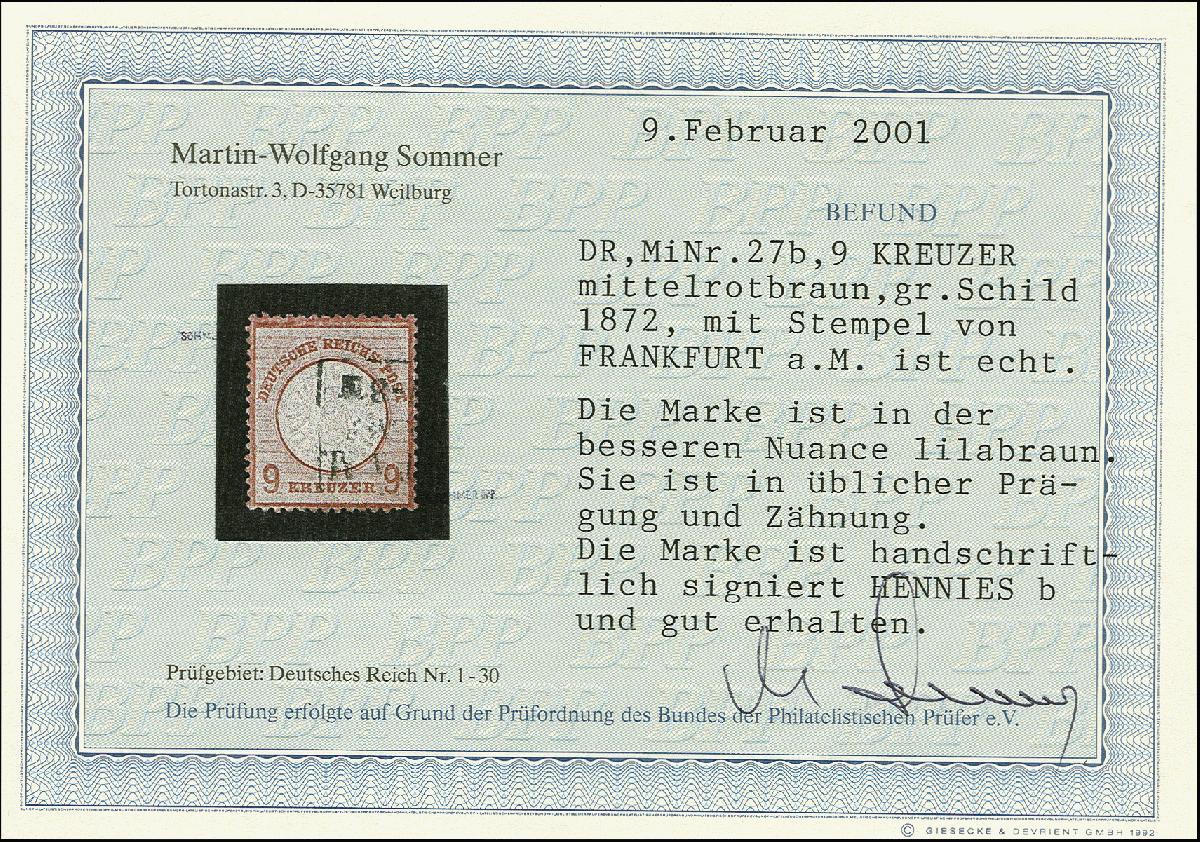 9.Februar 2001
Martin-Wolfgang Sommer
Tortonastr. 3, D-35781 Weilburg
BEFUND
DR,MiNr.27b,9 KREUZER
mittelrotbraun,gr.Schild
1872, mit Stempel von
FRANKFURT a.M. ist echt.
Die Marke ist in der
besseren Nuance lilabraun.
Sie ist in üblicher Prä-
gung und Zähnung.
Die Marke ist handschrift-
lich signiert HENNIES b
und gut erhalten.
DEUTSCHE REICHS-POST
9 KREUZER 9
Prüfgebiet: Deutsches Reich Nr. 1-30
Die Prüfung erfolgte auf Grund der Prüfordnung des Bundes der Philatelistischen Prüfer e.V.
© GIESECKE & DEVRIENT GMBH 1992